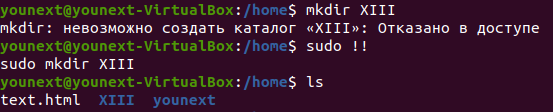 younext@younext-VirtualBox:/home$ mkdir XIII
mkdir: невозможно создать каталог «XIII»: Отказано в доступе
younext@younext-VirtualBox:/home$ sudo !!
sudo mkdir XIII
younext@younext-VirtualBox:/home$ ls
text.html  XIII  younext